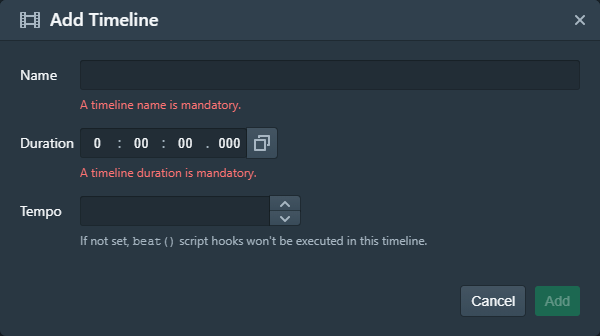 Add Timeline
Name
A timeline name is mandatory.
Duration 0 : 00 : 00 . 000
A timeline duration is mandatory.
Tempo
If not set, beat() script hooks won't be executed in this timeline.
Cancel Add